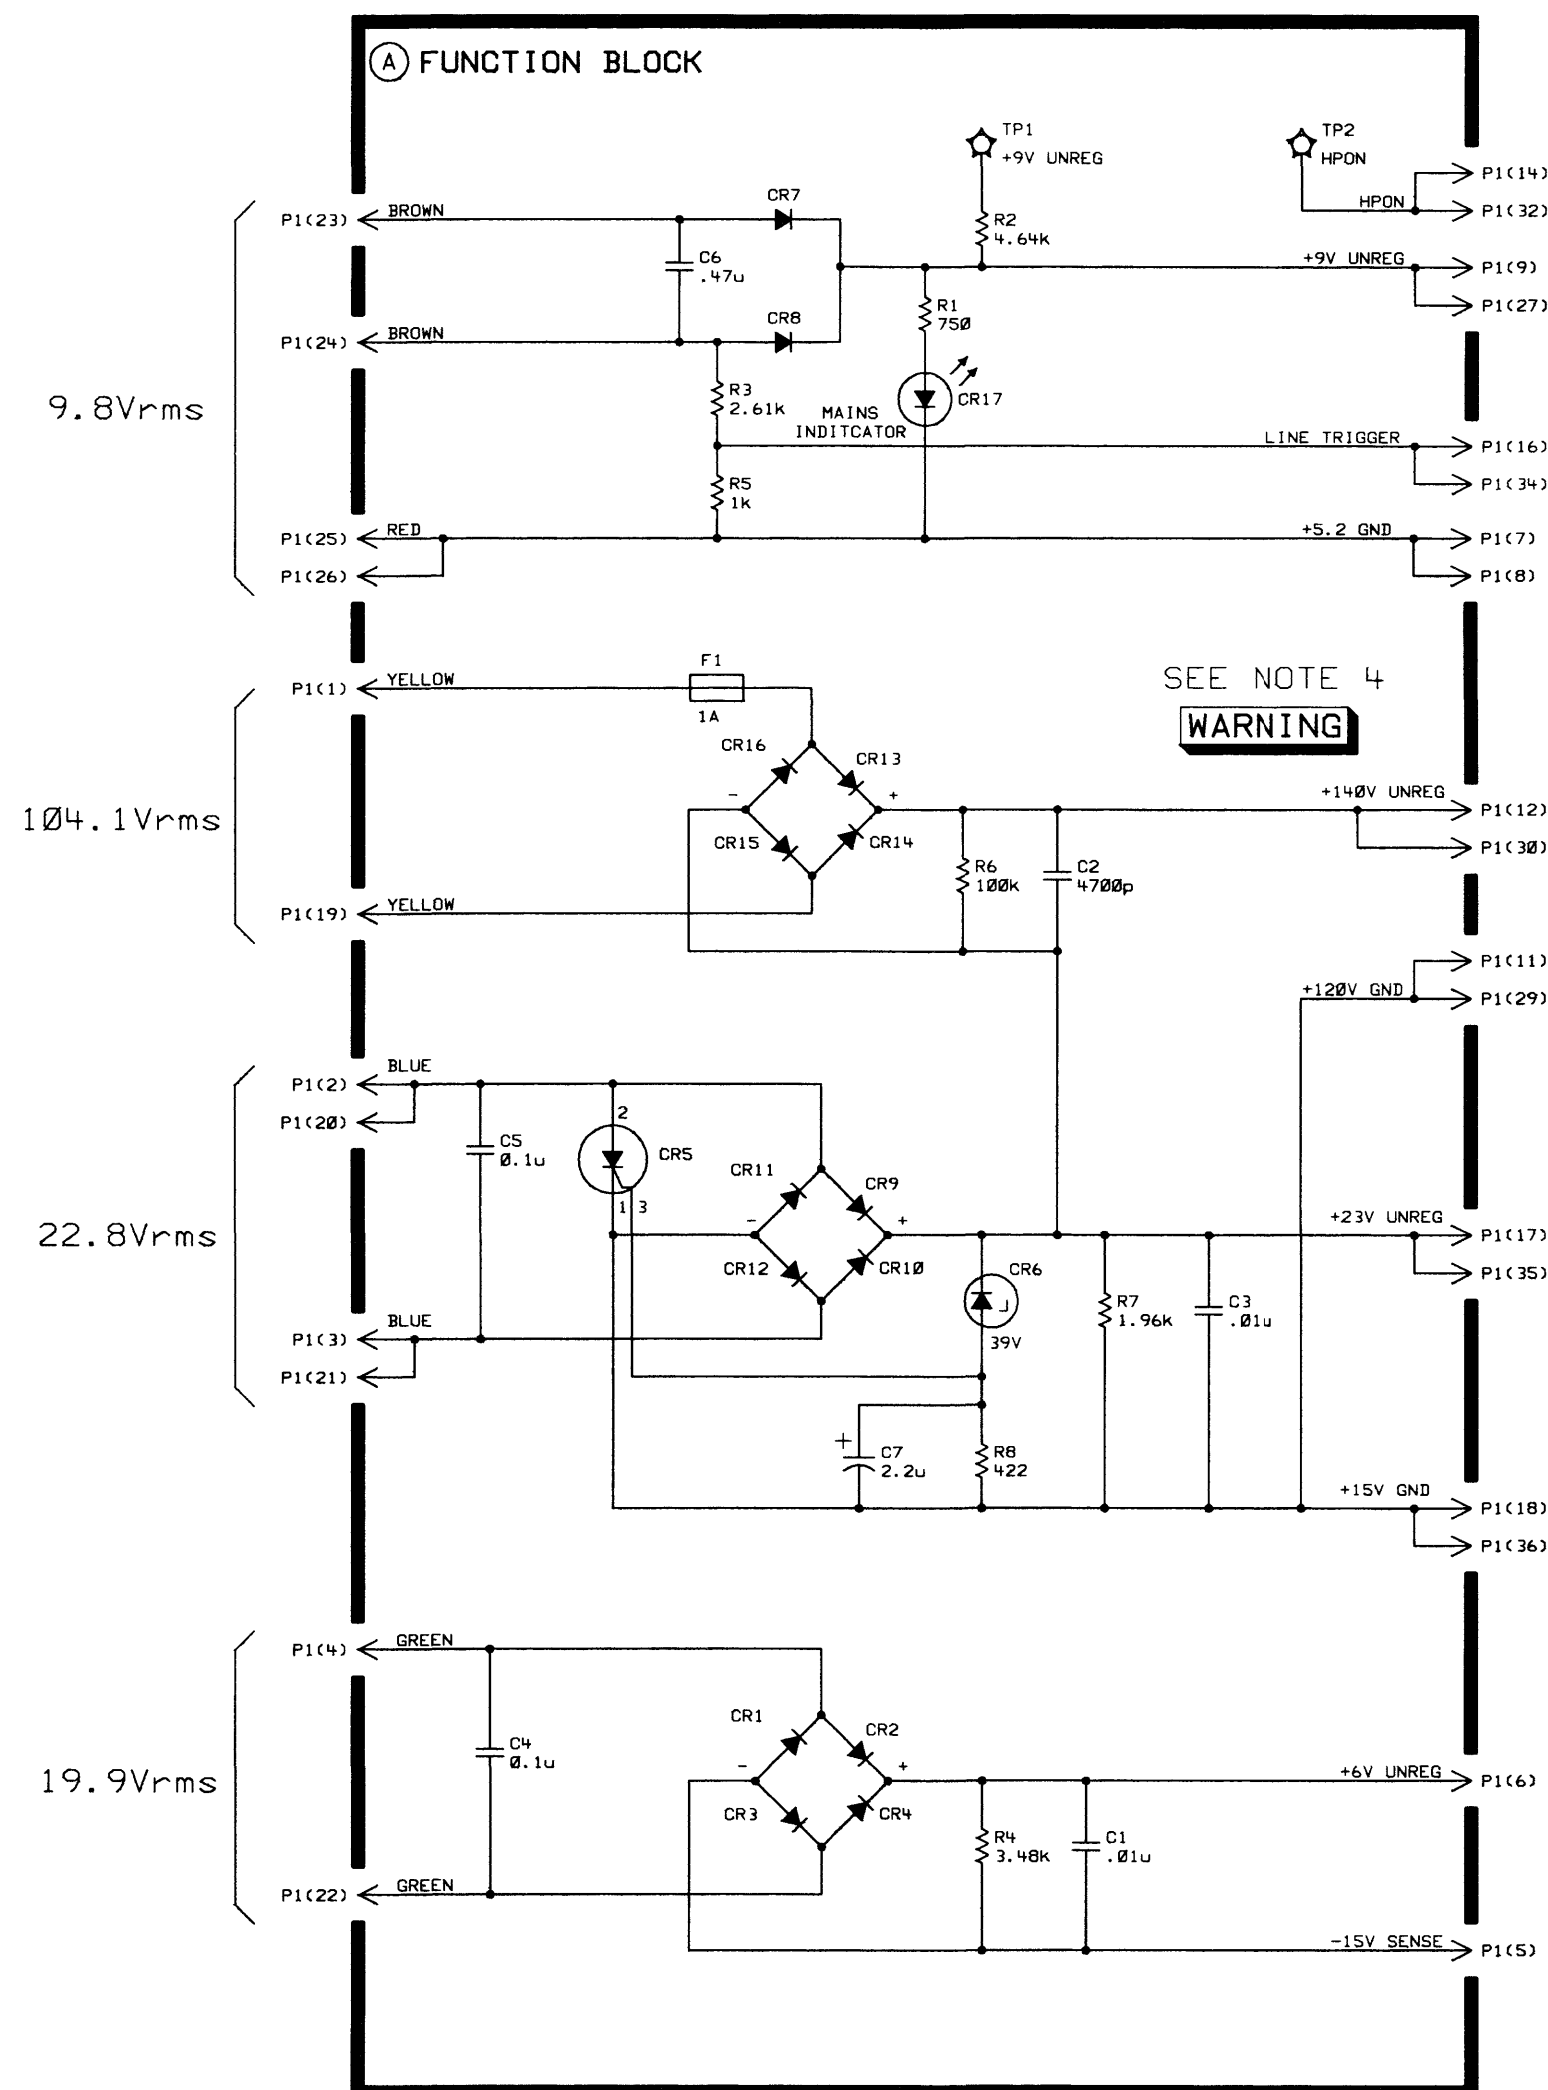 A FUNCTION BLOCK
TP1
+9V UNREG
TP2
HPON
P1(14)
HPON
P1(32)
P1(23)
BROWN
CR7
R2
4.64k
C6
.47u
+9V UNREG
P1(9)
P1(27)
R1
750
CR8
P1(24)
BROWN
9.8Vrms
R3
2.61k
CR17
MAINS
INDITCATOR
LINE TRIGGER
P1(16)
P1(34)
R5
1k
P1(25)
RED
+5.2 GND
P1(7)
P1(26)
P1(8)
F1
1A
P1(1)
YELLOW
SEE NOTE 4
WARNING
CR16
CR13
-
+
CR15
CR14
+140V UNREG
P1(12)
P1(30)
104.1Vrms
R6
100k
C2
4700p
P1(19)
YELLOW
P1(11)
+120V GND
P1(29)
BLUE
P1(2)
P1(20)
C5
0.1u
2
CR5
1 3
CR11
CR9
-
+
CR12
CR10
+23V UNREG
P1(17)
P1(35)
22.8Vrms
CR6
39V
R7
1.96k
C3
.01u
BLUE
P1(3)
P1(21)
+
C7
2.2u
R8
422
+15V GND
P1(18)
P1(36)
P1(4)
GREEN
CR1
CR2
-
+
CR3
CR4
C4
0.1u
+6V UNREG
P1(6)
19.9Vrms
R4
3.48k
C1
.01u
P1(22)
GREEN
-15V SENSE
P1(5)